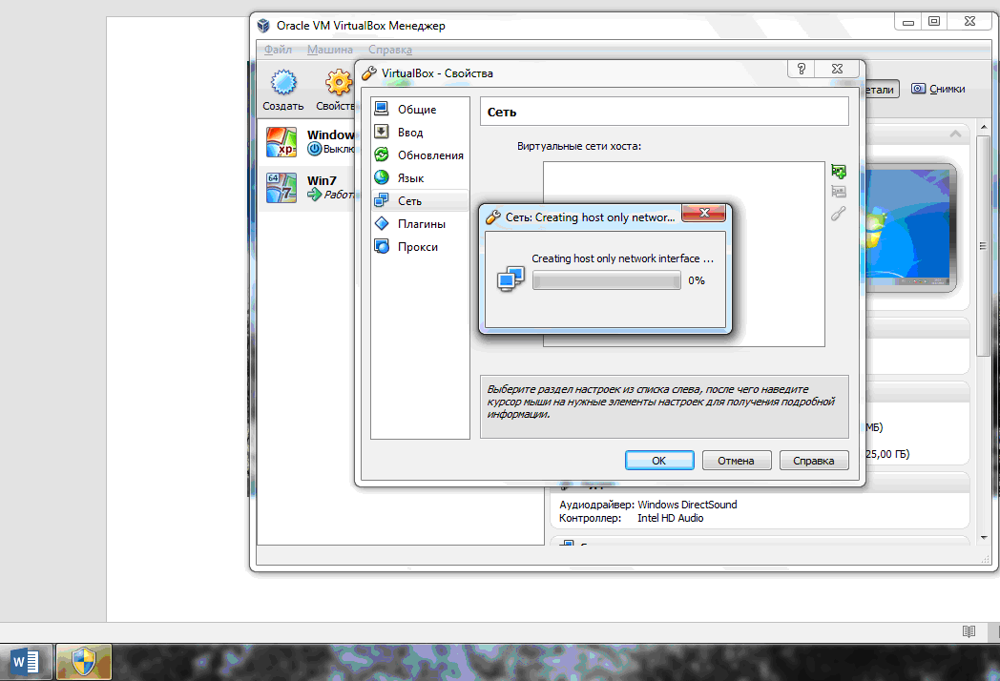 Oracle VM VirtualBox Менеджер
Файл Машина Справка
VirtualBox - Свойства
Создать
Свойств
етали
Снимки
Window
Выклю
64
Win7
Работ
xp
7
Общие
Ввод
Обновления
Язык
Сеть
Плагины
Прокси
Сеть
Виртуальные сети хоста:
Сеть: Creating host only networ...
Creating host only network interface ...
0%
Выберите раздел настроек из списка слева, после чего наведите
курсор мыши на нужные элементы настроек для получения подробной
информации.
OK Отмена Справка
МБ)
25,00 ГБ)
Аудиодрайвер: Windows DirectSound
Контроллер: Intel HD Audio
W